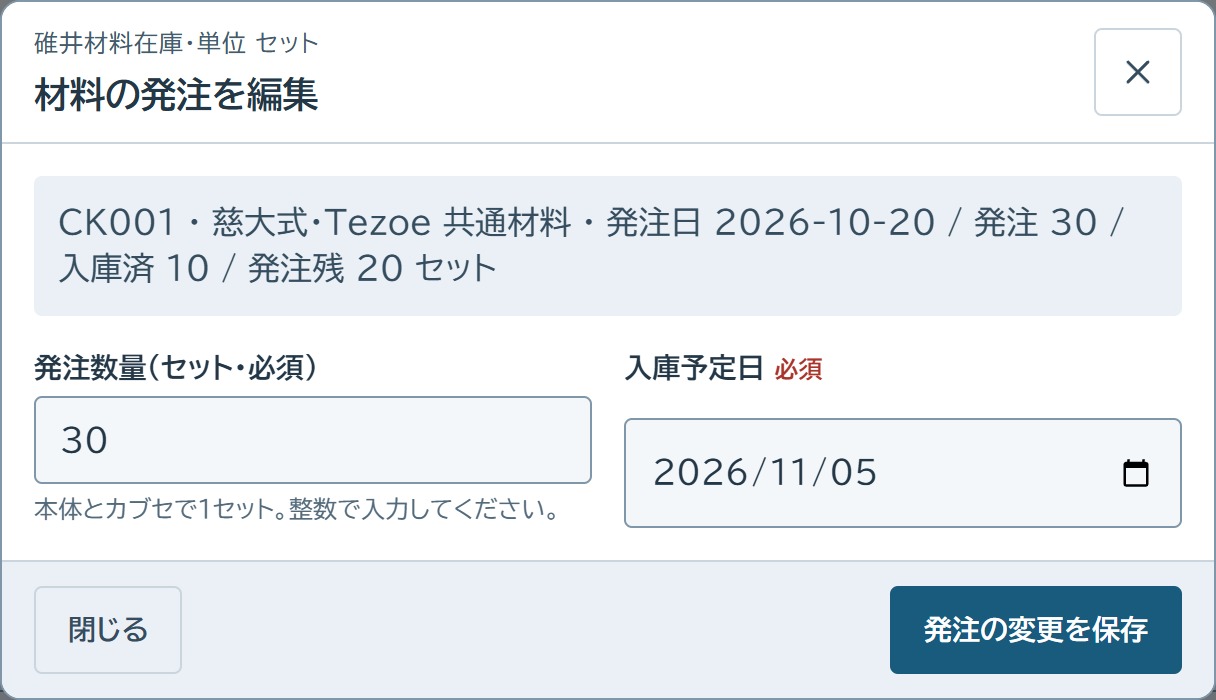 碓井材料在庫・単位 セット
材料の発注を編集
CK001・慈大式・Tezoe 共通材料・発注日 2026-10-20 / 発注 30 /
入庫済 10 / 発注残 20 セット
発注数量(セット・必須)
30
本体とカブセで1セット。整数で入力してください。
入庫予定日 必須
2026/11/05
閉じる
発注の変更を保存